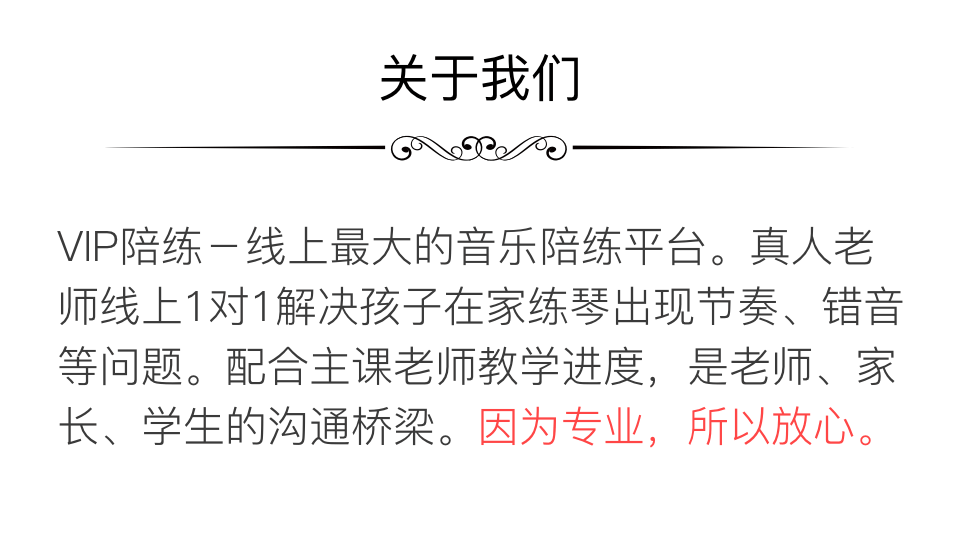 关于我们
VIP陪练－线上最大的音乐陪练平台。真人老
师线上1对1解决孩子在家练琴出现节奏、错音
等问题。配合主课老师教学进度，是老师、家
长、学生的沟通桥梁。因为专业，所以放心。